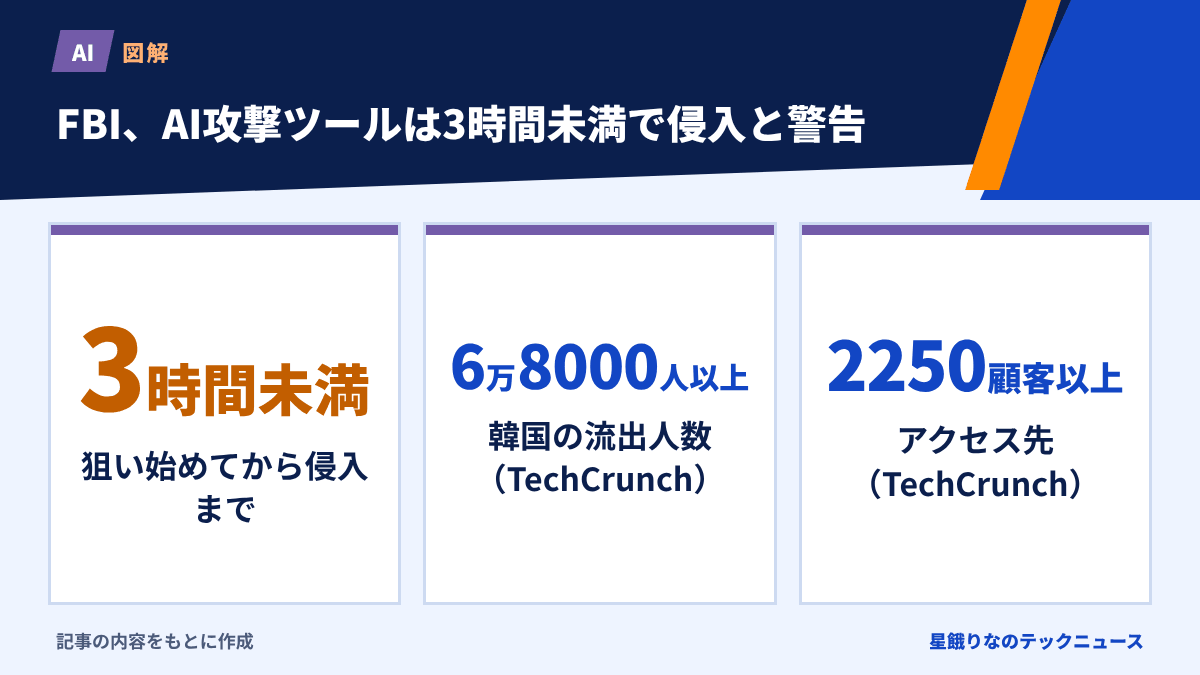 AI 図解
FBI、AI攻撃ツールは3時間未満で侵入と警告
3時間未満
狙い始めてから侵入
まで
6万8000人以上
韓国の流出人数
（TechCrunch）
2250顧客以上
アクセス先
（TechCrunch）
記事の内容をもとに作成
星餓りなのテックニュース